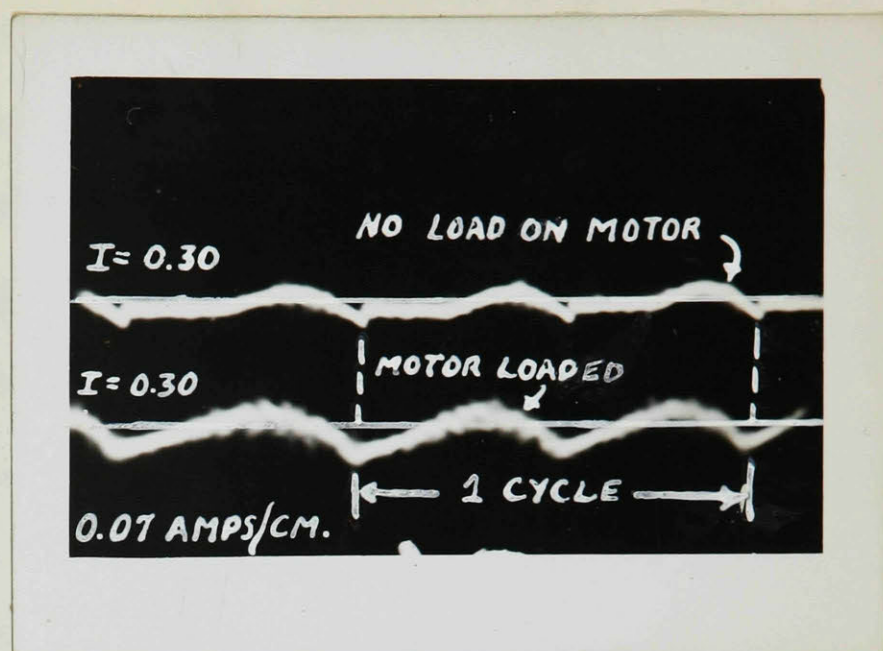 NO LOAD ON MOTOR
I= 0.30
MOTOR LOADED
I= 0.30
1 CYCLE
0.07 AMPS/CM.